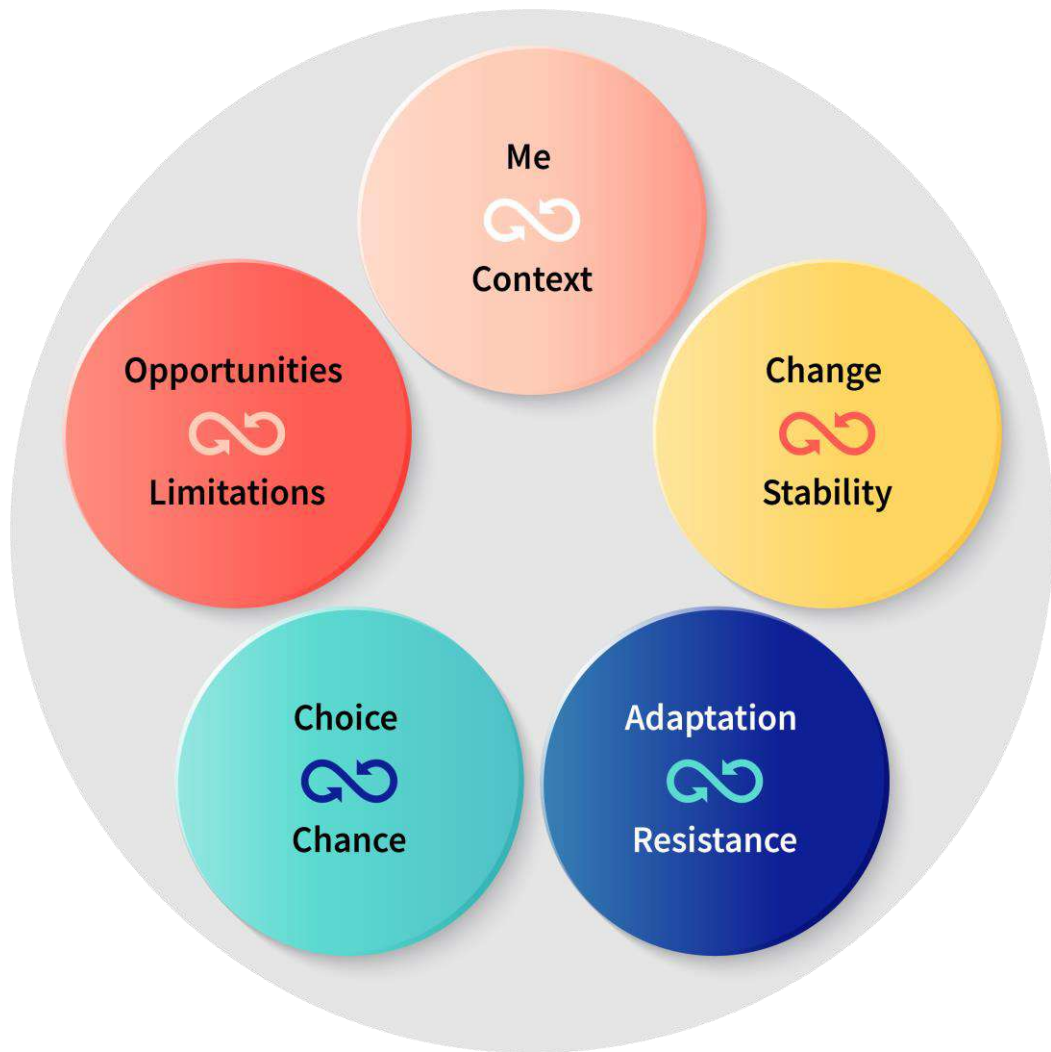 Me
Context
Opportunities
Limitations
Change
Stability
Choice
Chance
Adaptation
Resistance